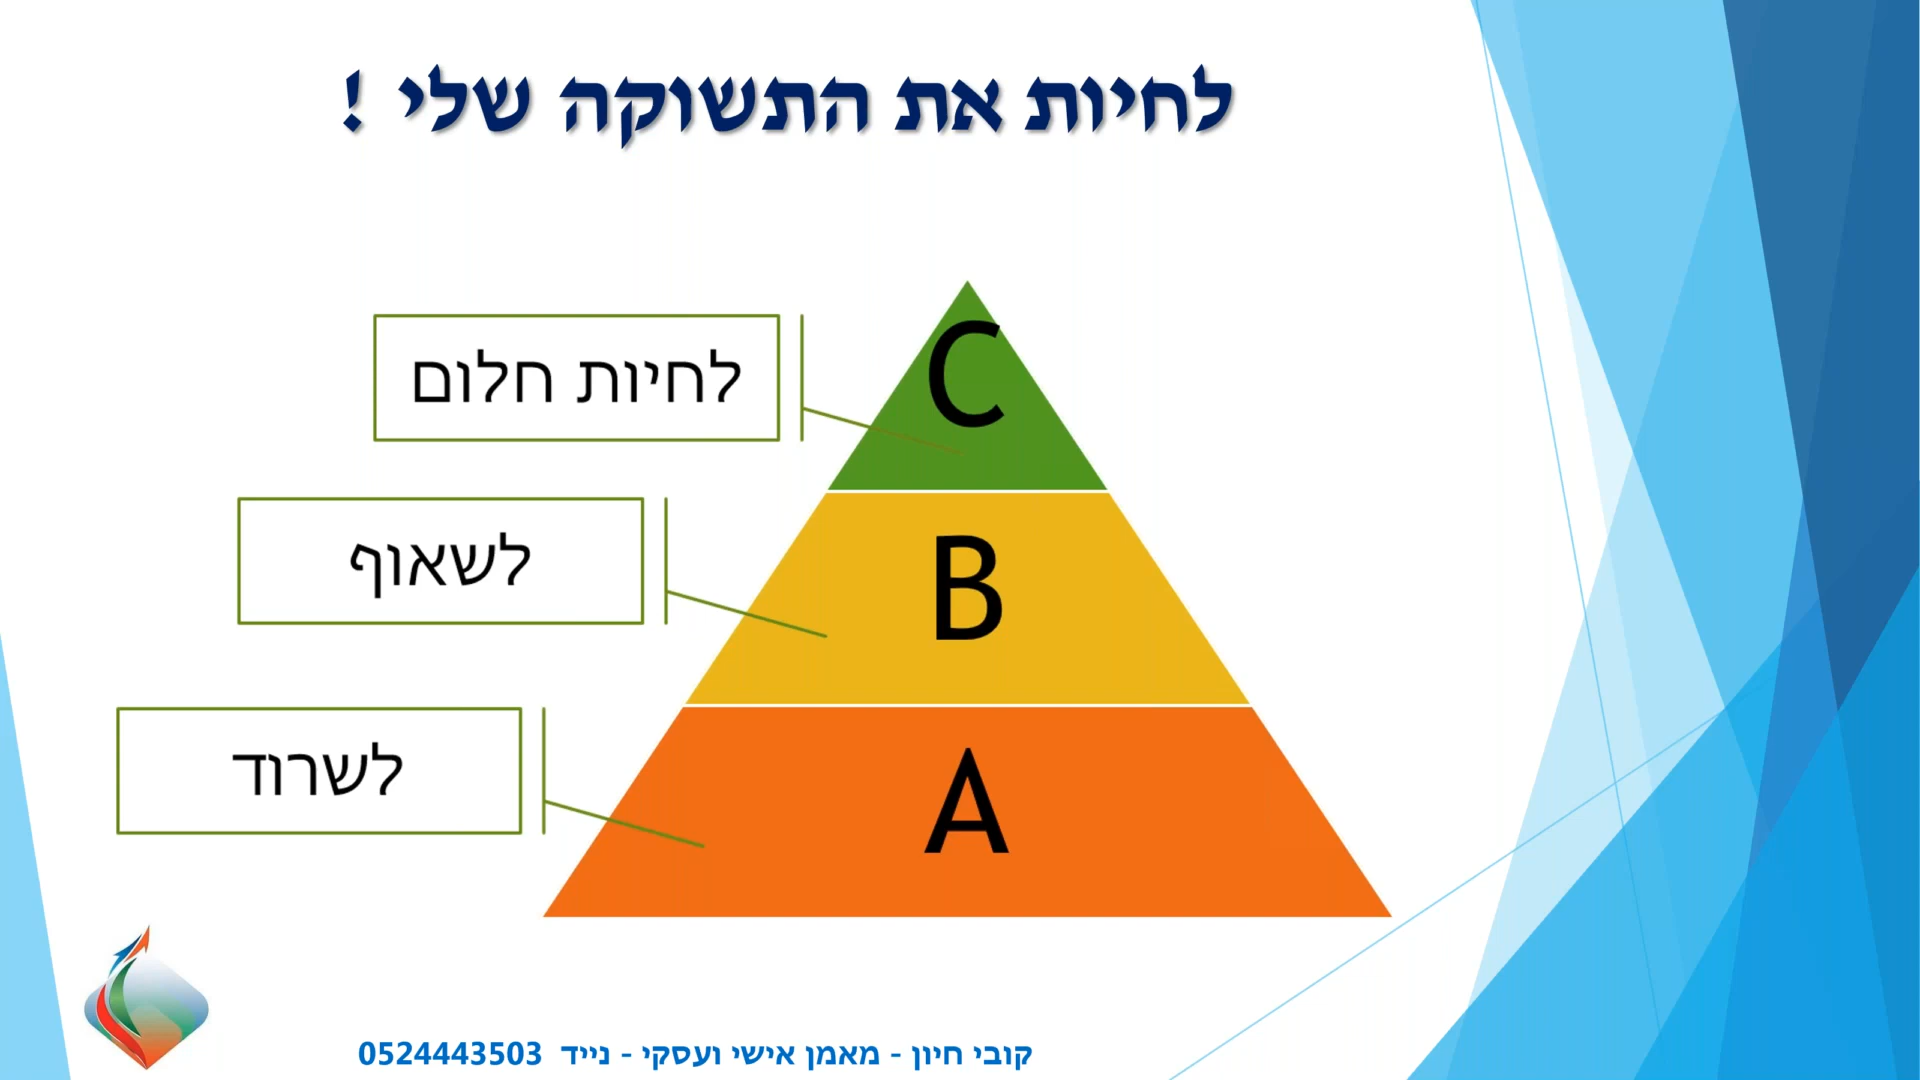 לחיות את התשוקה שלי !
C
לחיות חלום
B
לשאוף
A
לשרוד
קובי חיון - מאמן אישי ועסקי - נייד 0524443503